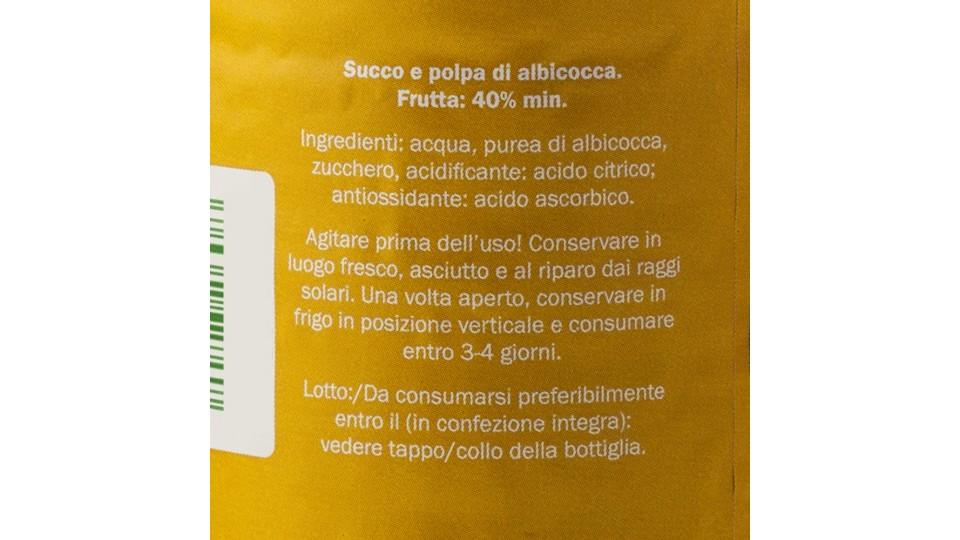 Succo e polpa di albicocca.
Frutta: 40% min.
Ingredienti: acqua, purea di albicocca,
zucchero, acidificante: acido citrico;
antiossidante: acido ascorbico.
Agitare prima dell'uso! Conservare in
luogo fresco, asciutto e al riparo dai raggi
solari. Una volta aperto, conservare in
frigo in posizione verticale e consumare
entro 3-4 giorni.
Lotto:/Da consumarsi preferibilmente
entro il (in confezione integra):
vedere tappo/collo della bottiglia.